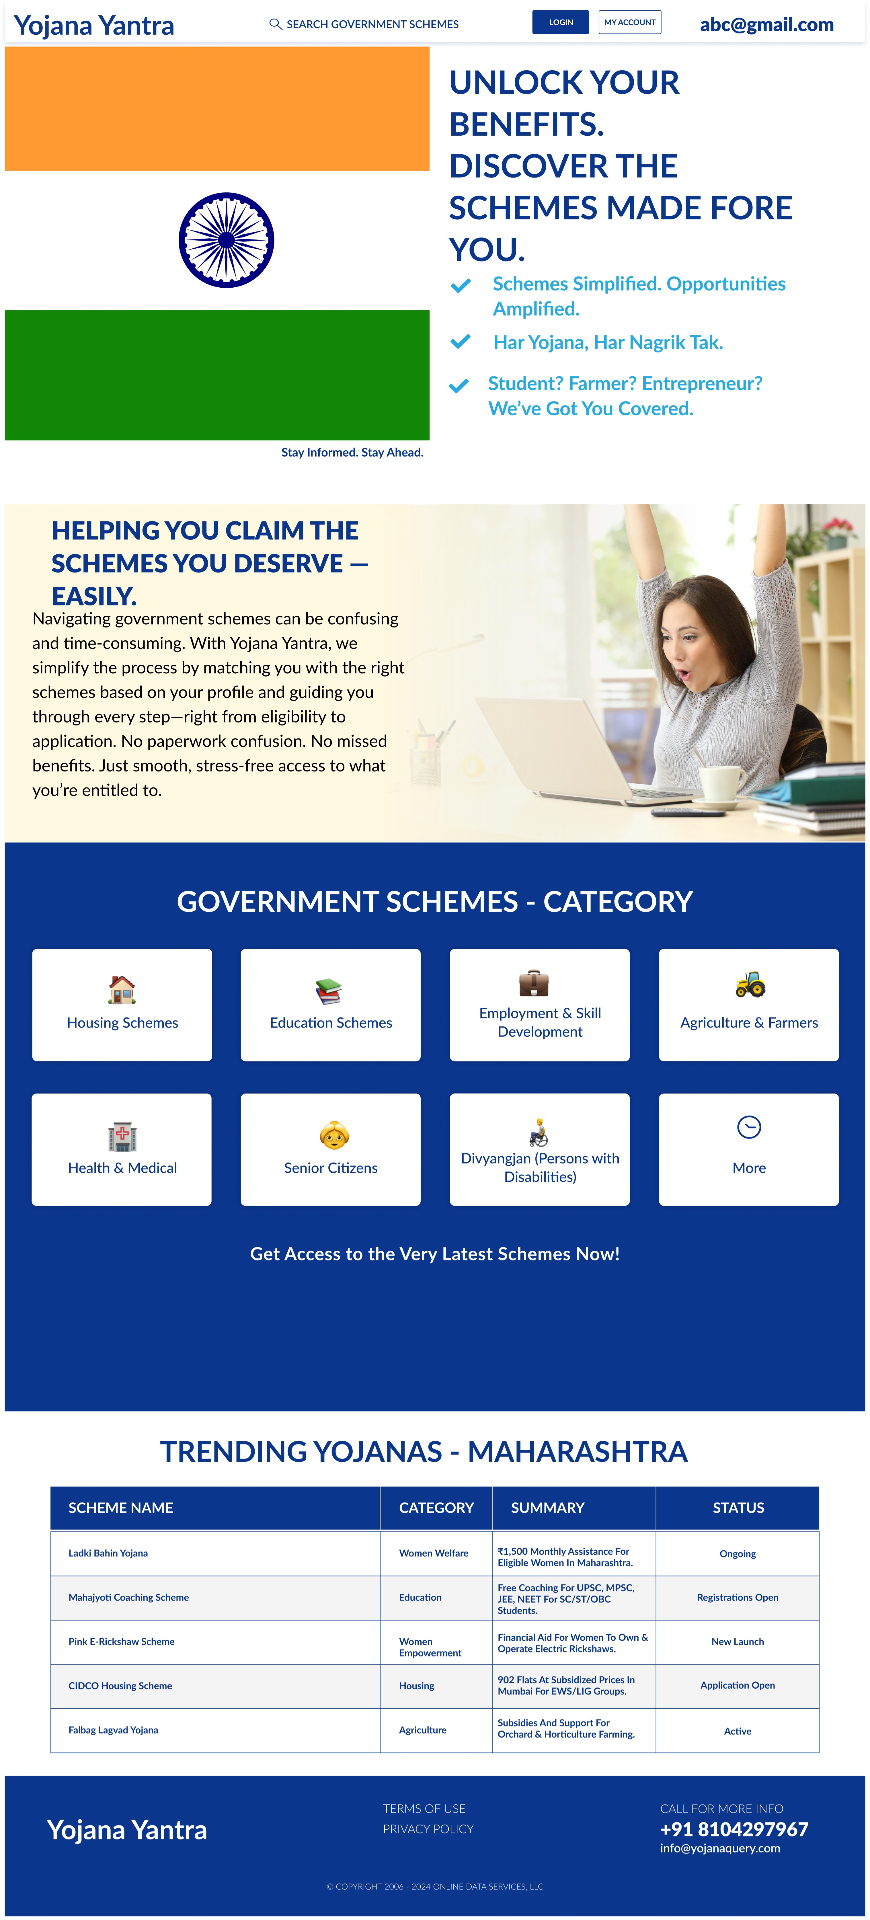 Yojana Yantra
SEARCH GOVERNMENT SCHEMES
LOGIN
MY ACCOUNT
abc@gmail.com
UNLOCK YOUR
BENEFITS.
DISCOVER THE
SCHEMES MADE FORE
YOU.
Schemes Simplified. Opportunities
Amplified.
Har Yojana, Har Nagrik Tak.
Student? Farmer? Entrepreneur?
We've Got You Covered.
Stay Informed. Stay Ahead.
HELPING YOU CLAIM THE
SCHEMES YOU DESERVE —
EASILY.
Navigating government schemes can be confusing
and time-consuming. With Yojana Yantra, we
simplify the process by matching you with the right
schemes based on your profile and guiding you
through every step—right from eligibility to
application. No paperwork confusion. No missed
benefits. Just smooth, stress-free access to what
you're entitled to.
GOVERNMENT SCHEMES - CATEGORY
Housing Schemes
Education Schemes
Employment & Skill
Development
Agriculture & Farmers
Health & Medical
Senior Citizens
Divyangjan (Persons with
Disabilities)
More
Get Access to the Very Latest Schemes Now!
TRENDING YOJANAS - MAHARASHTRA
SCHEME NAME
CATEGORY
SUMMARY
STATUS
Ladki Bahin Yojana
Women Welfare
₹1,500 Monthly Assistance For
Eligible Women In Maharashtra.
Ongoing
Mahajyoti Coaching Scheme
Education
Free Coaching For UPSC, MPSC,
JEE, NEET For SC/ST/OBC
Students.
Registrations Open
Pink E-Rickshaw Scheme
Women
Empowerment
Financial Aid For Women To Own &
Operate Electric Rickshaws.
New Launch
CIDCO Housing Scheme
Housing
902 Flats At Subsidized Prices In
Mumbai For EWS/LIG Groups.
Application Open
Falbag Lagvad Yojana
Agriculture
Subsidies And Support For
Orchard & Horticulture Farming.
Active
Yojana Yantra
TERMS OF USE
PRIVACY POLICY
CALL FOR MORE INFO
+91 8104297967
info@yojanaquery.com
© COPYRIGHT 2006 - 2024 ONLINE DATA SERVICES, LLC